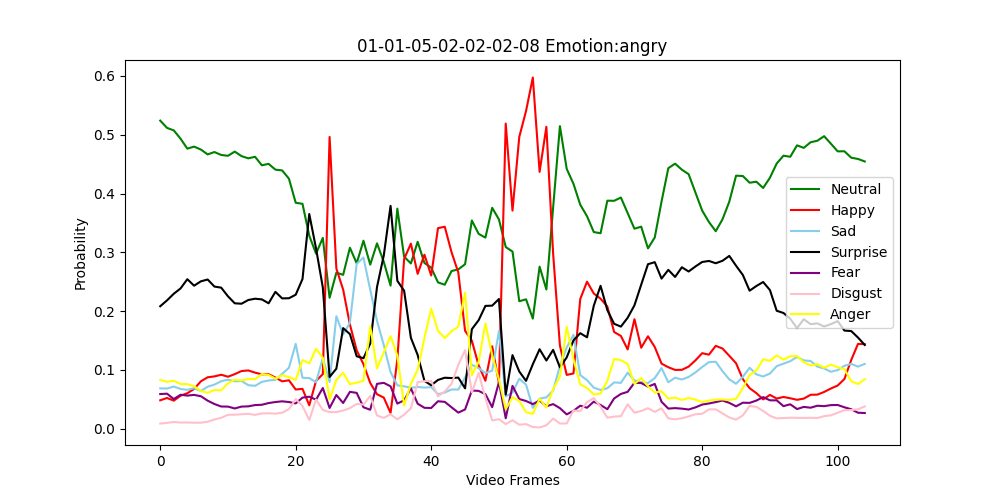 01-01-05-02-02-02-08 Emotion:angry
Probability
0.6
0.5
0.4
0.3
0.2
0.1
0.0
Neutral
Happy
Sad
Surprise
Fear
Disgust
Anger
0 20 40 60 80 100
Video Frames